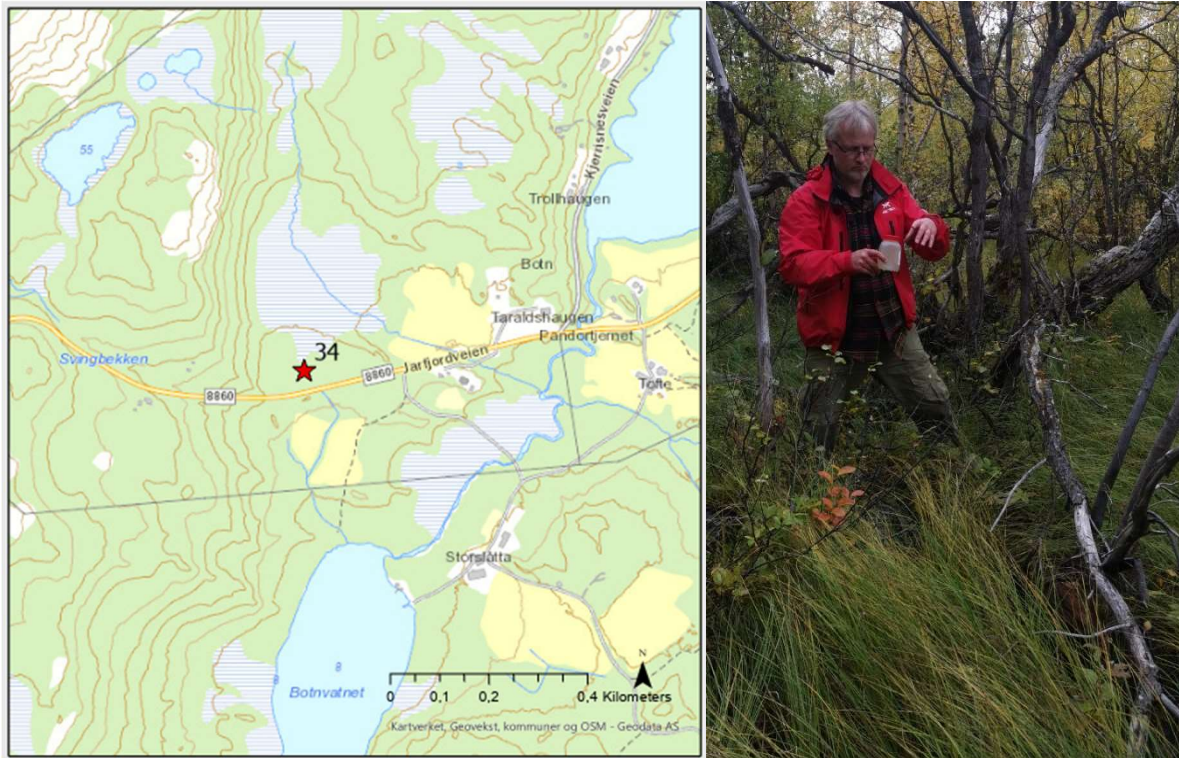 55
Kjerrisnesveien
Trollhaugen
Botn
Taraldshaugen
Pandortjernet
Svingbekken
34
Jarfjordveien
8860
8860
Tofte
Storslåtta
8
Botnvatnet
N
0 0,1 0,2 0,4 Kilometers
Kartverket, Geovekst, kommuner og OSM - Geodata AS